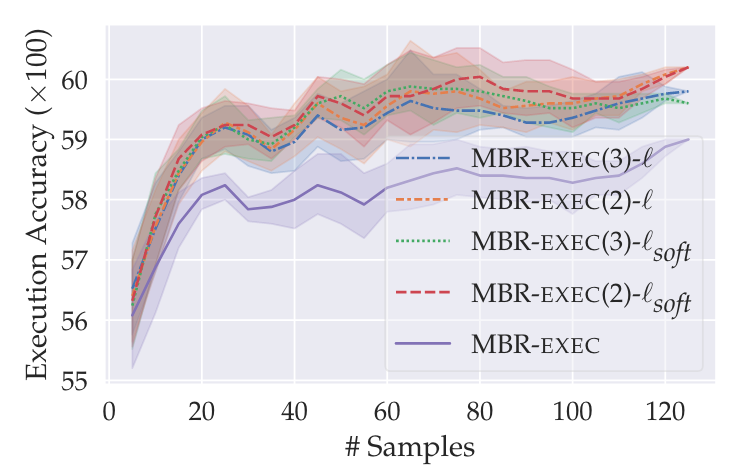 Execution Accuracy (×100)
60
59
58
57
56
55
MBR-EXEC(3)-ℓ
MBR-EXEC(2)-ℓ
MBR-EXEC(3)-ℓsoft
MBR-EXEC(2)-ℓsoft
MBR-EXEC
0 20 40 60 80 100 120
# Samples